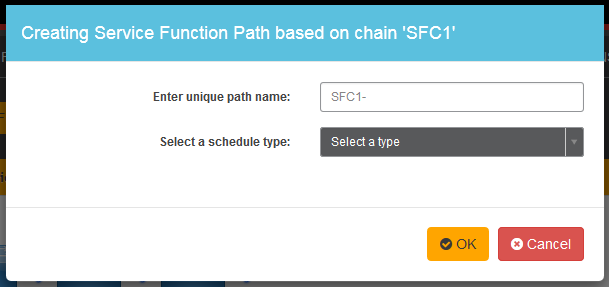 Creating Service Function Path based on chain 'SFC1'
Enter unique path name:
SFC1-
Select a schedule type:
Select a type
OK
Cancel